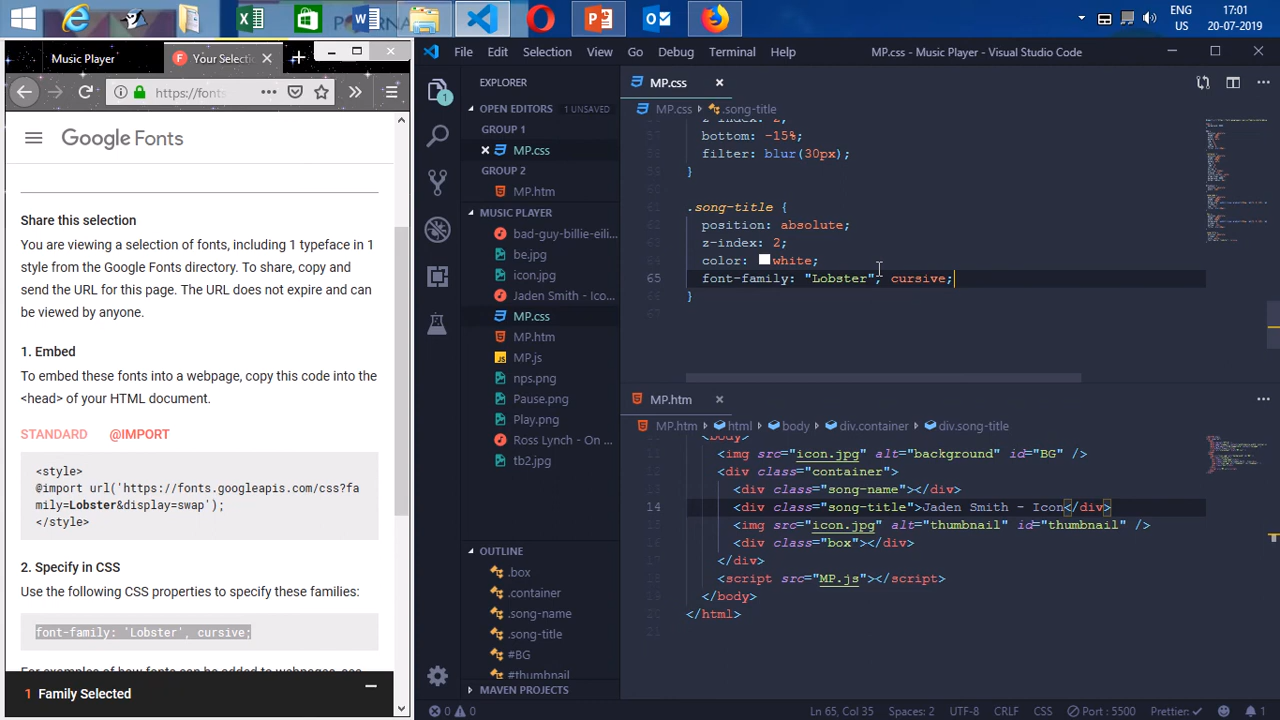 EN
US
17:01
20-07-2019
Music Player
Your Selecti
https://fonts
Google Fonts
Share this selection
You are viewing a selection of fonts, including 1 typeface in 1
style from the Google Fonts directory. To share, copy and
send the URL for this page. The URL does not expire and can
be viewed by anyone.
1. Embed
To embed these fonts into a webpage, copy this code into the
<head> of your HTML document.
STANDARD @IMPORT
<style>
@import url('https://fonts.googleapis.com/css?fa
mily=Lobster&display=swap');
</style>
2. Specify in CSS
Use the following CSS properties to specify these families:
font-family: 'Lobster', cursive;
1 Family Selected
File Edit Selection View Go Debug Terminal Help MP.css - Music Player - Visual Studio Code
EXPLORER
OPEN EDITORS 1 UNSAVED
GROUP 1
MP.css
GROUP 2
MP.htm
MUSIC PLAYER
bad-guy-billie-eili...
be.jpg
icon.jpg
Jaden Smith - Ico...
MP.css
MP.htm
MP.js
nps.png
Pause.png
Play.png
Ross Lynch - On ...
tb2.jpg
OUTLINE
.box
.container
.song-name
.song-title
#BG
#thumbnail
MAVEN PROJECTS
MP.css
MP.css .song-title
z-index: 2;
bottom: -15%;
filter: blur(30px);
}
.song-title {
position: absolute;
z-index: 2;
color: white;
65 font-family: "Lobster", cursive;
}
MP.htm
MP.htm html body div.container div.song-title
<body>
<img src="icon.jpg" alt="background" id="BG" />
<div class="container">
<div class="song-name"></div>
14 <div class="song-title">Jaden Smith - Icon</div>
<img src="icon.jpg" alt="thumbnail" id="thumbnail" />
<div class="box"></div>
</div>
<script src="MP.js"></script>
</body>
</html>
0 0 Ln 65, Col 35 Spaces: 2 UTF-8 CRLF CSS Port : 5500 Prettier: 1